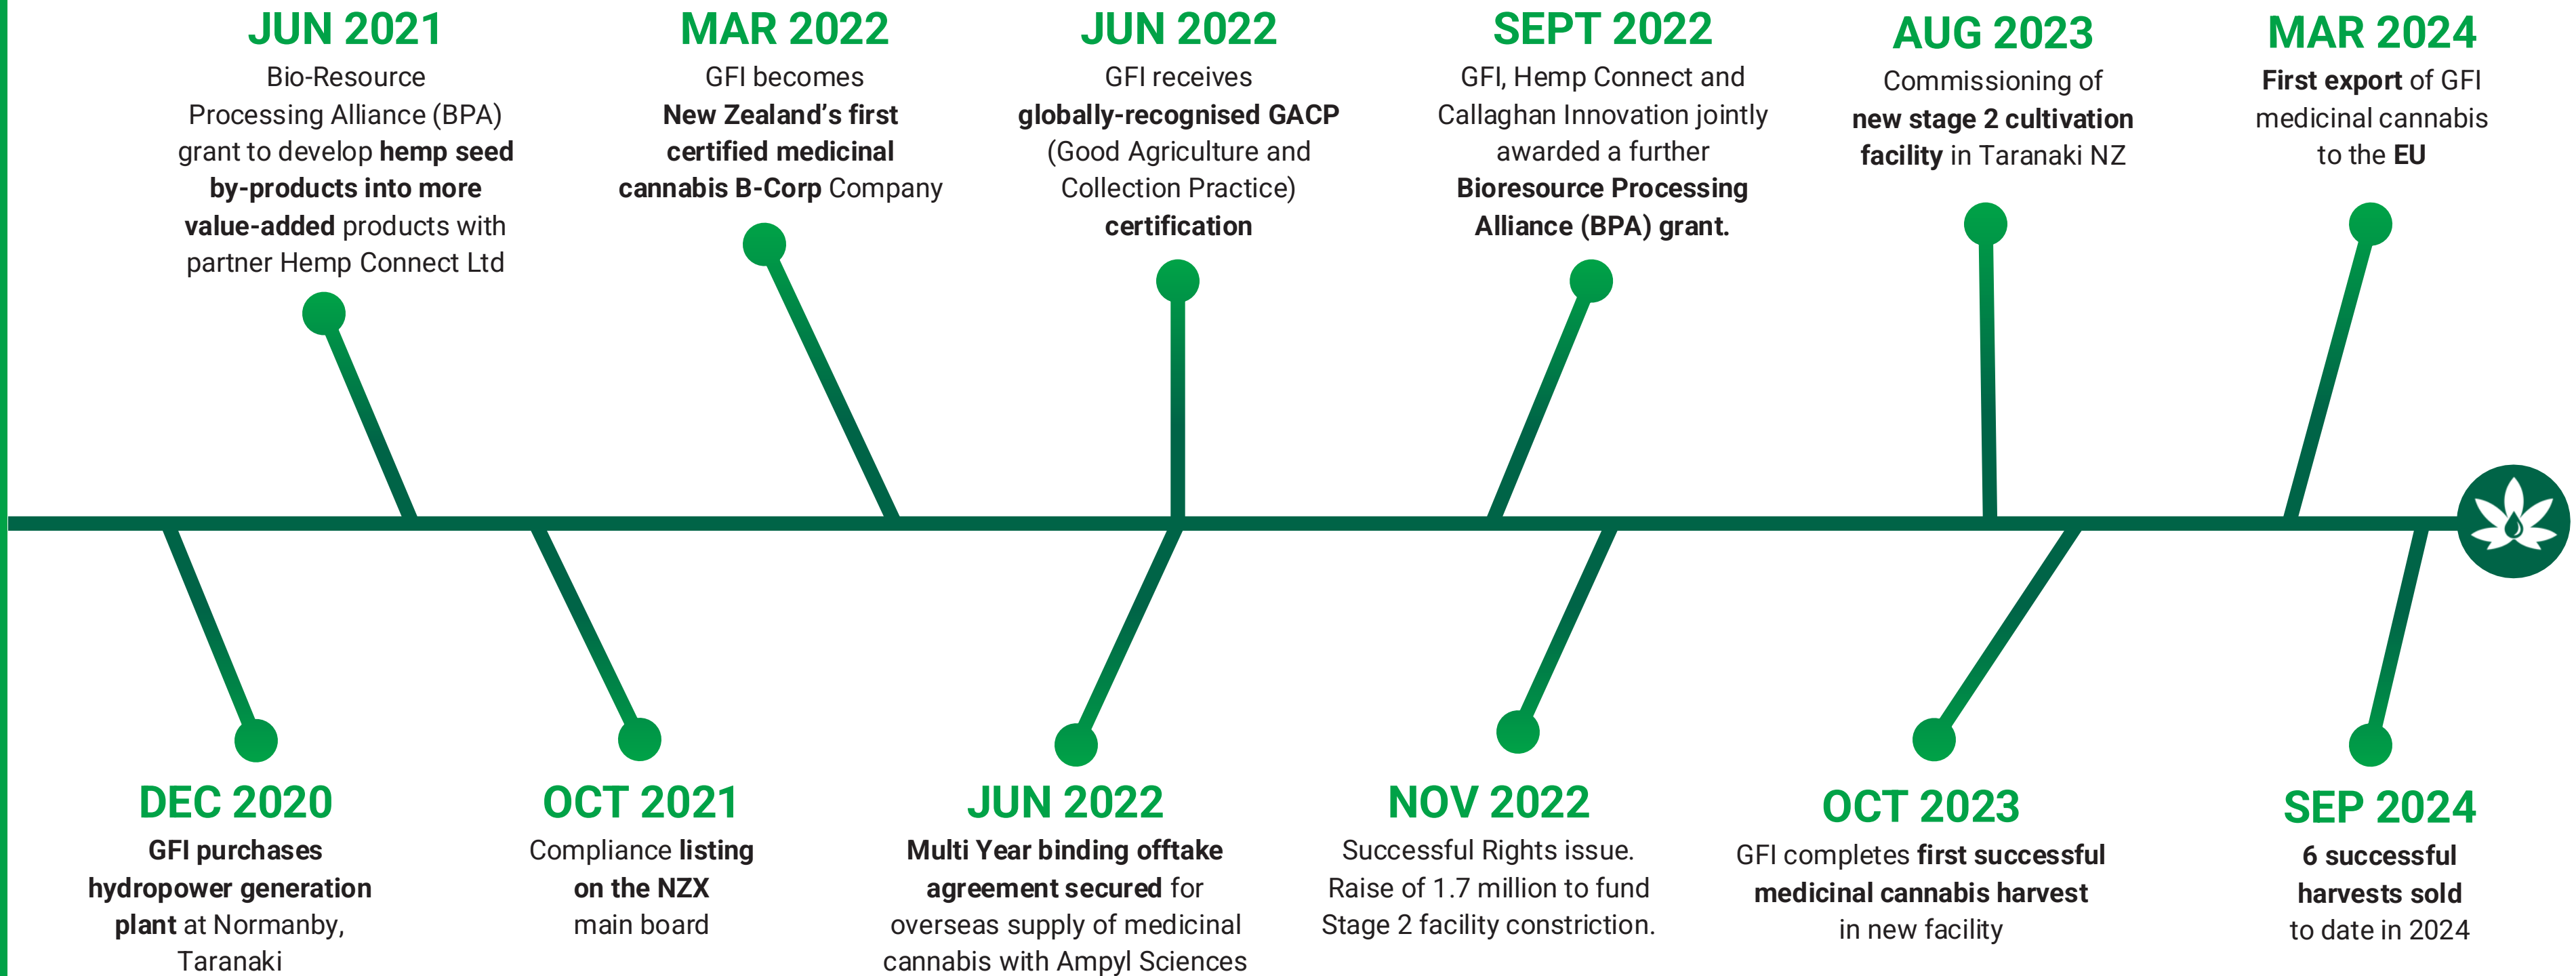 JUN 2021
Bio-Resource
Processing Alliance (BPA)
grant to develop hemp seed
by-products into more
value-added products with
partner Hemp Connect Ltd
MAR 2022
GFI becomes
New Zealand’s first
certified medicinal
cannabis B-Corp Company
JUN 2022
GFI receives
globally-recognised GACP
(Good Agriculture and
Collection Practice)
certification
SEPT 2022
GFI, Hemp Connect and
Callaghan Innovation jointly
awarded a further
Bioresource Processing
Alliance (BPA) grant.
AUG 2023
Commissioning of
new stage 2 cultivation
facility in Taranaki NZ
MAR 2024
First export of GFI
medicinal cannabis
to the EU
DEC 2020
GFI purchases
hydropower generation
plant at Normanby,
Taranaki
OCT 2021
Compliance listing
on the NZX
main board
JUN 2022
Multi Year binding offtake
agreement secured for
overseas supply of medicinal
cannabis with Ampyl Sciences
NOV 2022
Successful Rights issue.
Raise of 1.7 million to fund
Stage 2 facility constriction.
OCT 2023
GFI completes first successful
medicinal cannabis harvest
in new facility
SEP 2024
6 successful
harvests sold
to date in 2024